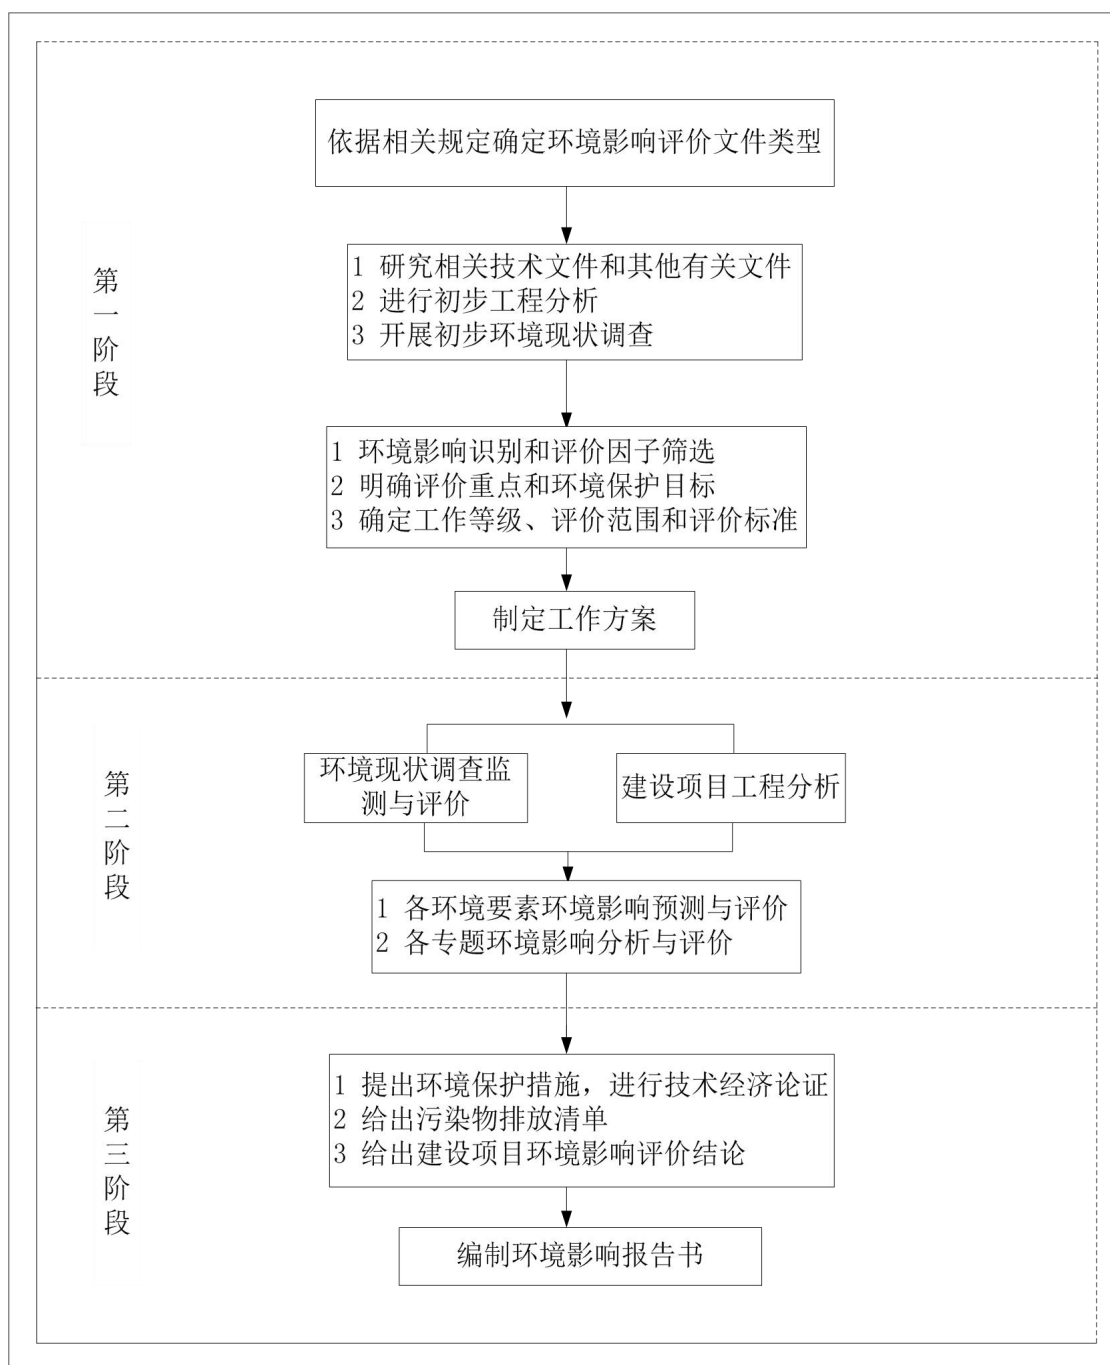 依据相关规定确定环境影响评价文件类型
第一阶段
1 研究相关技术文件和其他有关文件
2 进行初步工程分析
3 开展初步环境现状调查
1 环境影响识别和评价因子筛选
2 明确评价重点和环境保护目标
3 确定工作等级、评价范围和评价标准
制定工作方案
第二阶段
环境现状调查监
测与评价
建设项目工程分析
1 各环境要素环境影响预测与评价
2 各专题环境影响分析与评价
第三阶段
1 提出环境保护措施，进行技术经济论证
2 给出污染物排放清单
3 给出建设项目环境影响评价结论
编制环境影响报告书